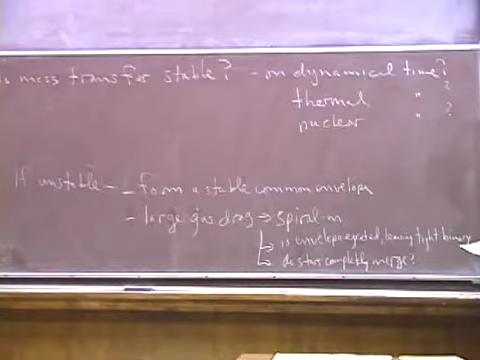 Is mass transfer stable? - on dynamical time?
thermal " ?
nuclear " ?
If unstable - - form a stable common envelope
- large gas drag → spiral-in
↳ is envelope ejected, leaving tight binary
↳ do stars completely merge?